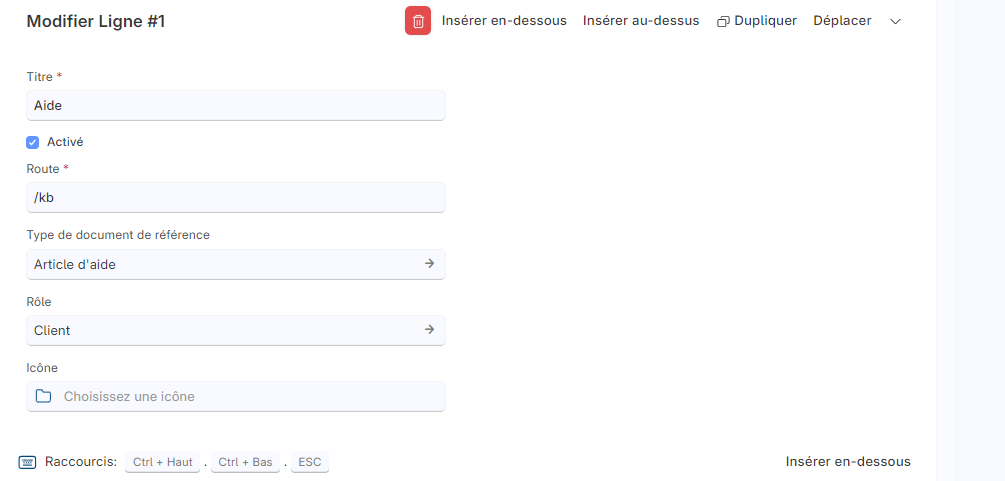 Modifier Ligne #1
Insérer en-dessous Insérer au-dessus Dupliquer Déplacer
Titre *
Aide
Activé
Route *
/kb
Type de document de référence
Article d'aide
Rôle
Client
Icône
Choisissez une icône
Raccourcis: Ctrl + Haut . Ctrl + Bas . ESC
Insérer en-dessous